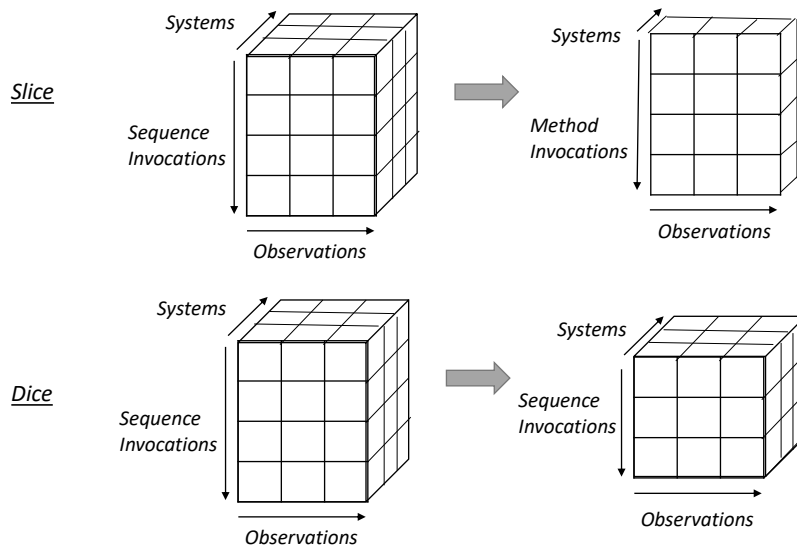 Systems
Systems
Slice
Sequence
Invocations
Method
Invocations
Observations
Observations
Systems
Systems
Dice
Sequence
Invocations
Sequence
Invocations
Observations
Observations